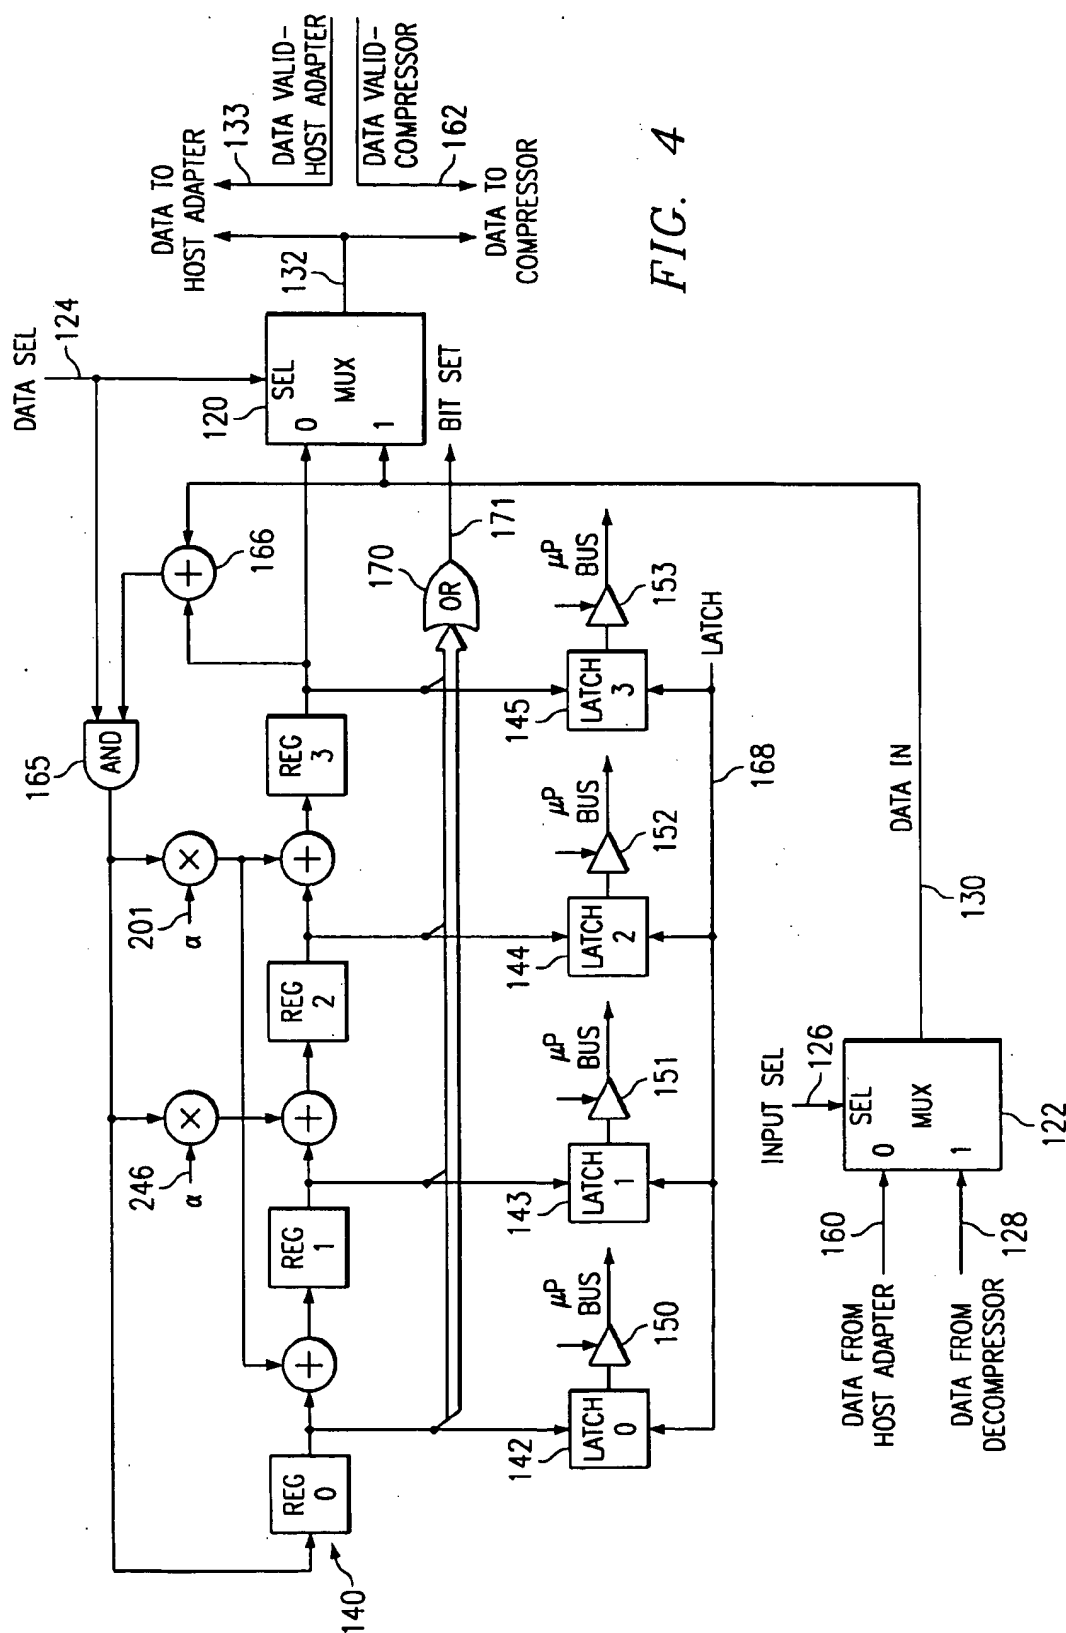 DATA SEL
124
DATA TO
HOST ADAPTER
133
DATA VALID-
HOST ADAPTER
DATA VALID-
COMPRESSOR
162
DATA TO
COMPRESSOR
132
120
SEL
0
MUX
1
165
AND
+
166
201
α
×
246
α
×
140
REG
0
+
REG
1
+
REG
2
+
REG
3
170
OR
171
BIT SET
142
LATCH
0
150
μP
BUS
143
LATCH
1
151
μP
BUS
144
LATCH
2
152
μP
BUS
145
LATCH
3
153
μP
BUS
LATCH
168
DATA IN
130
INPUT SEL
126
SEL
0
MUX
1
122
160
DATA FROM
HOST ADAPTER
128
DATA FROM
DECOMPRESSOR
FIG. 4